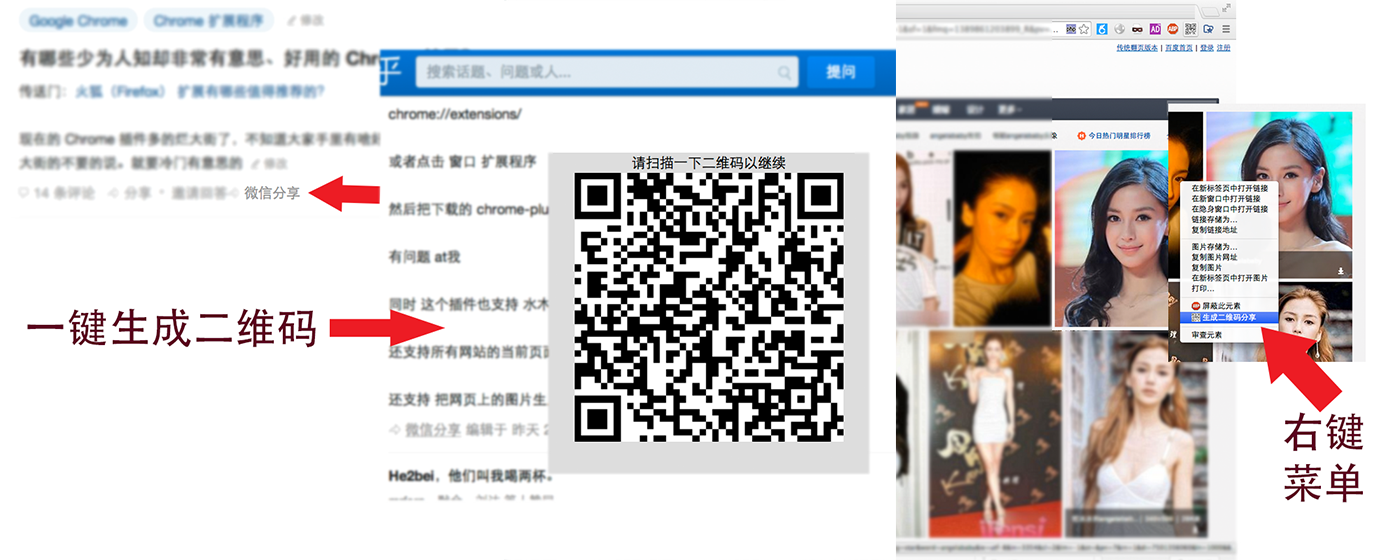 Google Chrome
Chrome 扩展程序
修改
有哪些少为人知却非常有意思、好用的 Chr
传送门：火狐（Firefox） 扩展有哪些值得推荐的？
现在的 Chrome 插件多的烂大街了，不知道大家手里有啥
大街的不要的说。就要冷门有意思的
修改
14 条评论
分享
邀请回答
微信分享
一键生成二维码
乎
搜索话题、问题或人...
提问
chrome://extensions/
或者点击 窗口 扩展程序
然后把下载的 chrome-plu
有问题 at我
同时 这个插件也支持 水木
还支持所有网站的当前页面
还支持 把网页上的图片生
微信分享 编辑于 昨天 2
He2bei，他们叫我喝两杯。
请扫描一下二维码以继续
传统翻页版本 | 百度首页 | 登录 注册
今日热门明星排行榜
在新标签页中打开链接
在新窗口中打开链接
在隐身窗口中打开链接
链接存储为...
复制链接地址
图片存储为...
复制图片网址
复制图片
在新标签页中打开图片
打印...
屏蔽此元素
生成二维码分享
审查元素
右键
菜单